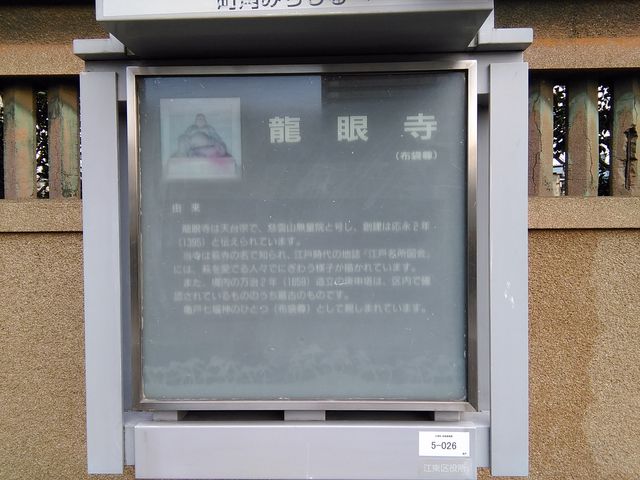 町角みちしるべ
龍眼寺
(布袋尊)
由来
龍眼寺は天台宗で、慈雲山無量院と号し、創建は応永2年
(1395)と伝えられています。
当寺は萩寺の名で知られ、江戸時代の地誌「江戸名所図会」
には、萩を愛でる人々でにぎわう様子が描かれています。
また、境内の万治2年(1659)造立の庚申塔は、区内で確
認されているもののうち最古のものです。
亀戸七福神のひとつ(布袋尊)として親しまれています。
5-026
江東区役所